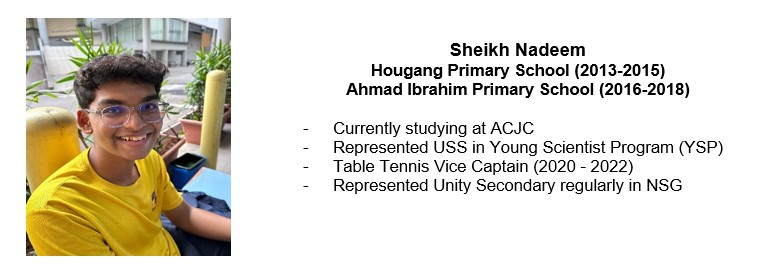 Sheikh Nadeem
Hougang Primary School (2013-2015)
Ahmad Ibrahim Primary School (2016-2018)
- Currently studying at ACJC
- Represented USS in Young Scientist Program (YSP)
- Table Tennis Vice Captain (2020 - 2022)
- Represented Unity Secondary regularly in NSG